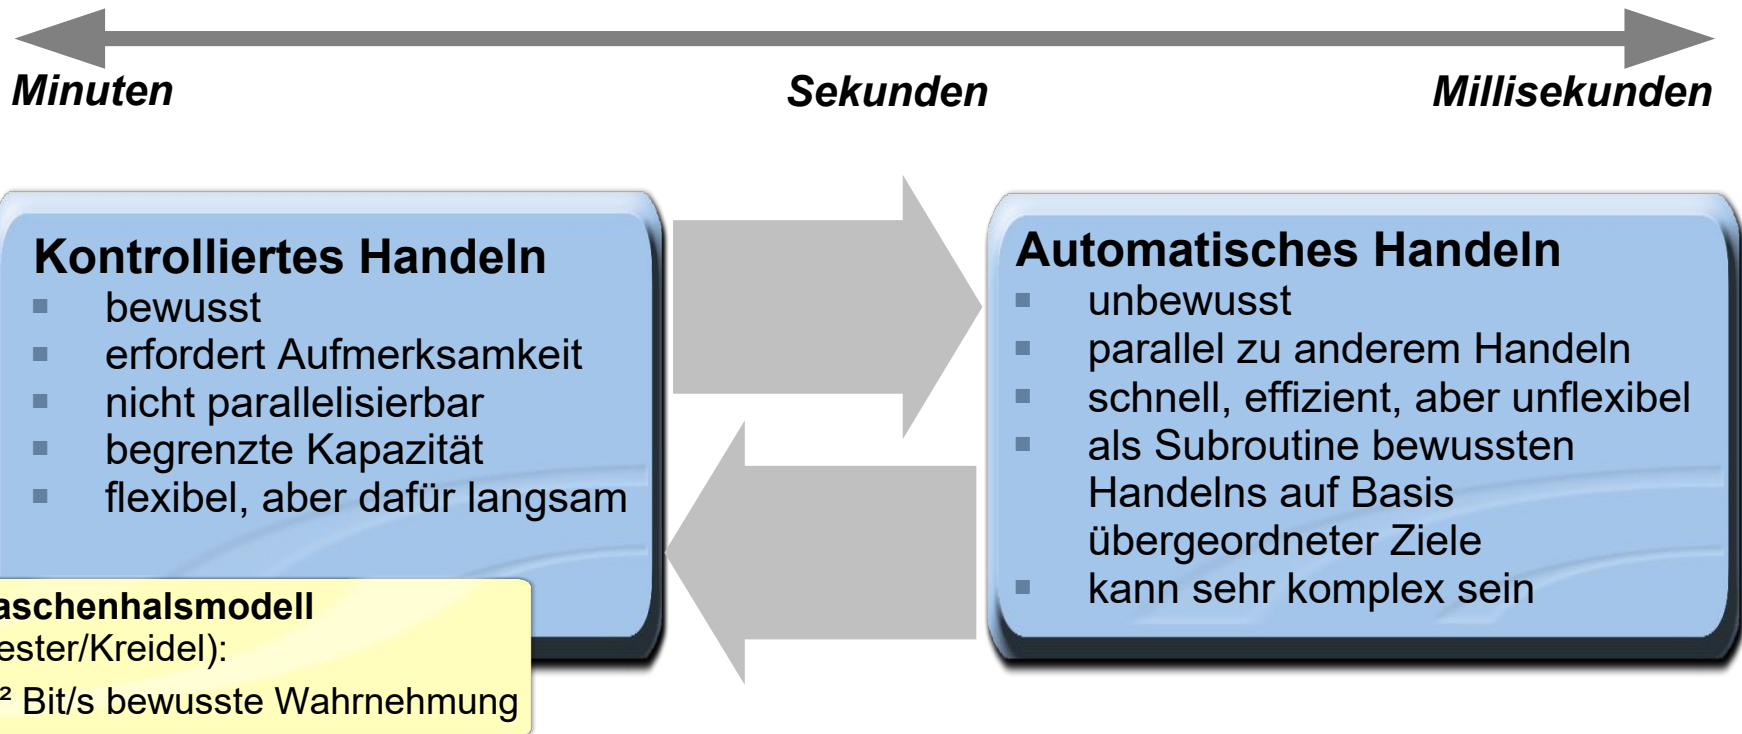 Minuten
Sekunden
Millisekunden
Kontrolliertes Handeln
bewusst
erfordert Aufmerksamkeit
nicht parallelisierbar
begrenzte Kapazität
flexibel, aber dafür langsam
aschenhalsmodell
ester/Kreidel):
² Bit/s bewusste Wahrnehmung
Automatisches Handeln
unbewusst
parallel zu anderem Handeln
schnell, effizient, aber unflexibel
als Subroutine bewussten
Handelns auf Basis
übergeordneter Ziele
kann sehr komplex sein